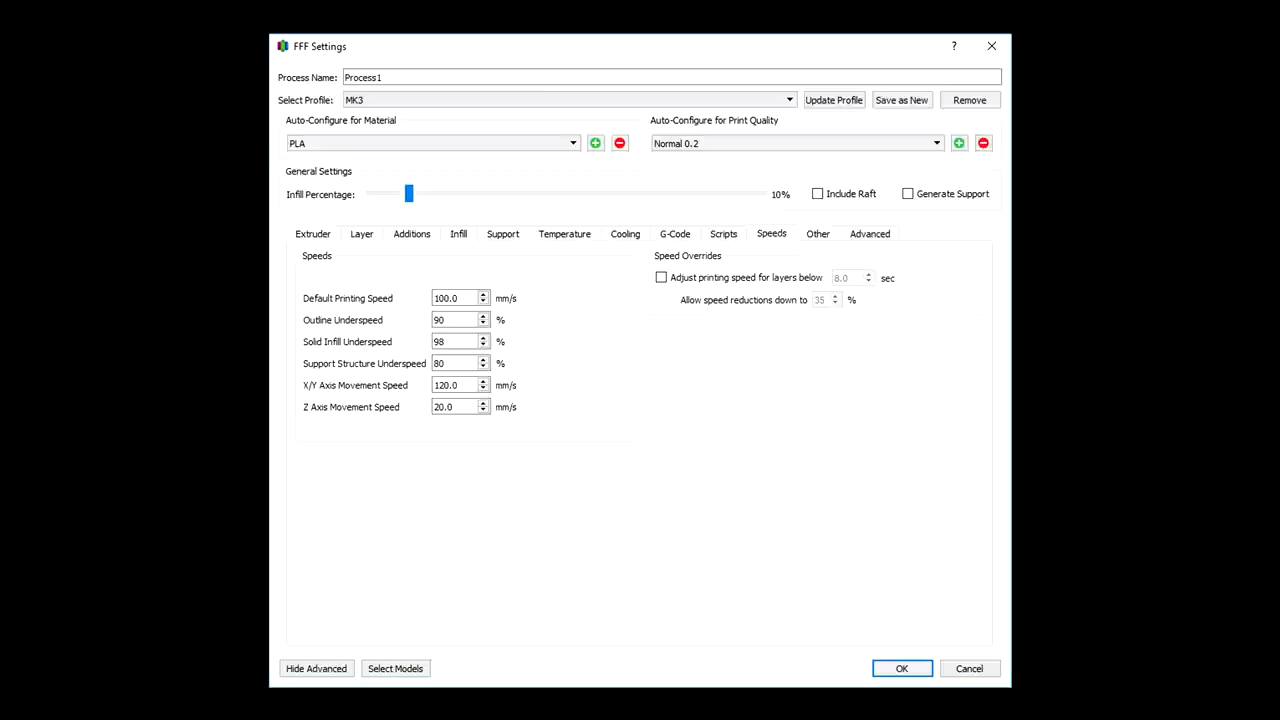 FFF Settings ?
Process Name: Process1
Select Profile: MK3 Update Profile Save as New Remove
Auto-Configure for Material Auto-Configure for Print Quality
PLA Normal 0.2
General Settings
Infill Percentage: 10% Include Raft Generate Support
Extruder Layer Additions Infill Support Temperature Cooling G-Code Scripts Speeds Other Advanced
Speeds Speed Overrides
Adjust printing speed for layers below 8.0 sec
Default Printing Speed 100.0 mm/s Allow speed reductions down to 35 %
Outline Underspeed 90 %
Solid Infill Underspeed 98 %
Support Structure Underspeed 80 %
X/Y Axis Movement Speed 120.0 mm/s
Z Axis Movement Speed 20.0 mm/s
Hide Advanced Select Models OK Cancel